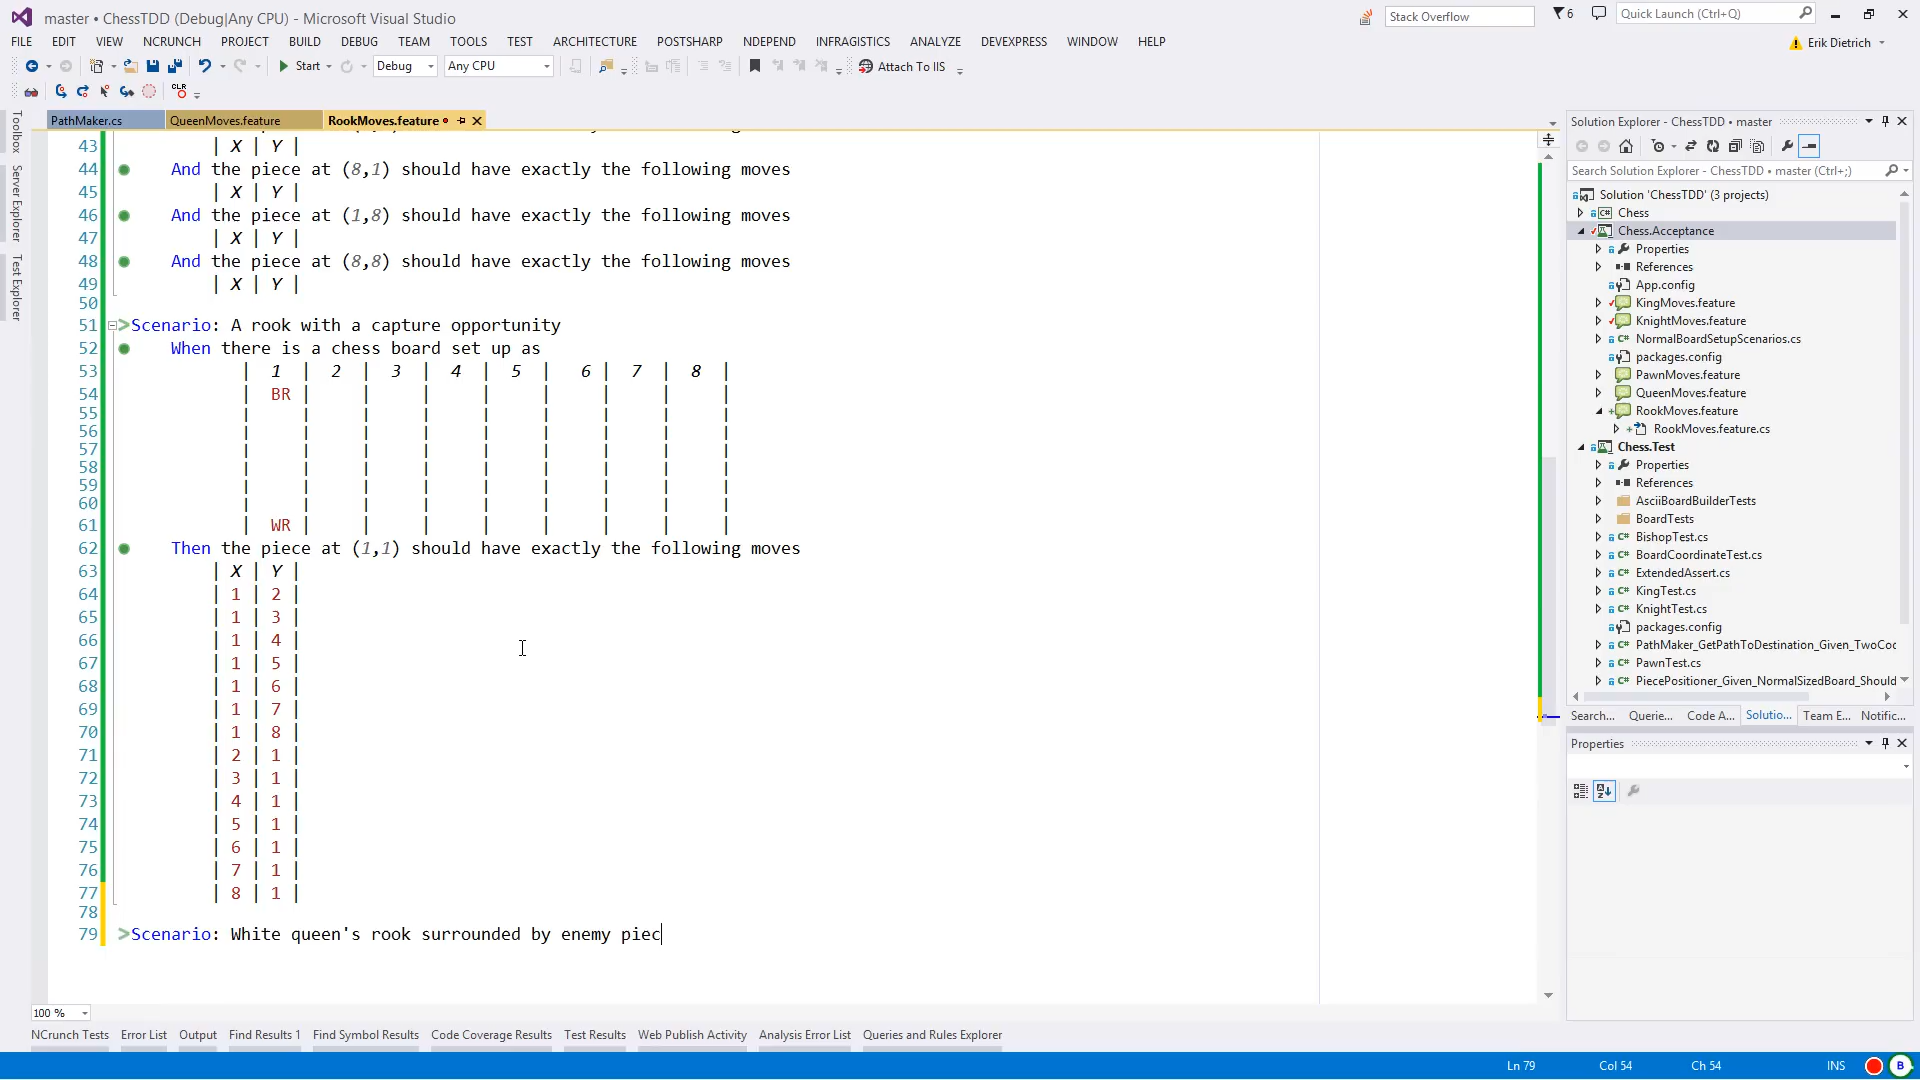 master • ChessTDD (Debug|Any CPU) - Microsoft Visual Studio
Stack Overflow
6
Quick Launch (Ctrl+Q)
FILE EDIT VIEW NCRUNCH PROJECT BUILD DEBUG TEAM TOOLS TEST ARCHITECTURE POSTSHARP NDEPEND INFRAGISTICS ANALYZE DEVEXPRESS WINDOW HELP
Erik Dietrich
Start Debug Any CPU Attach To IIS
CLR
Toolbox
Server Explorer
Test Explorer
PathMaker.cs QueenMoves.feature RookMoves.feature
43 | X | Y |
44 And the piece at (8,1) should have exactly the following moves
45 | X | Y |
46 And the piece at (1,8) should have exactly the following moves
47 | X | Y |
48 And the piece at (8,8) should have exactly the following moves
49 | X | Y |
50
51 >Scenario: A rook with a capture opportunity
52 When there is a chess board set up as
53 | 1 | 2 | 3 | 4 | 5 | 6 | 7 | 8 |
54 | BR | | | | | | | |
55 | | | | | | | | |
56 | | | | | | | | |
57 | | | | | | | | |
58 | | | | | | | | |
59 | | | | | | | | |
60 | | | | | | | | |
61 | WR | | | | | | | |
62 Then the piece at (1,1) should have exactly the following moves
63 | X | Y |
64 | 1 | 2 |
65 | 1 | 3 |
66 | 1 | 4 |
67 | 1 | 5 |
68 | 1 | 6 |
69 | 1 | 7 |
70 | 1 | 8 |
71 | 2 | 1 |
72 | 3 | 1 |
73 | 4 | 1 |
74 | 5 | 1 |
75 | 6 | 1 |
76 | 7 | 1 |
77 | 8 | 1 |
78
79 >Scenario: White queen's rook surrounded by enemy piec
100 %
Solution Explorer - ChessTDD • master
Search Solution Explorer - ChessTDD • master (Ctrl+;)
Solution 'ChessTDD' (3 projects)
Chess
Chess.Acceptance
Properties
References
App.config
KingMoves.feature
KnightMoves.feature
NormalBoardSetupScenarios.cs
packages.config
PawnMoves.feature
QueenMoves.feature
RookMoves.feature
RookMoves.feature.cs
Chess.Test
Properties
References
AsciiBoardBuilderTests
BoardTests
BishopTest.cs
BoardCoordinateTest.cs
ExtendedAssert.cs
KingTest.cs
KnightTest.cs
packages.config
PathMaker_GetPathToDestination_Given_TwoCoc
PawnTest.cs
PiecePositioner_Given_NormalSizedBoard_Should
Search... Querie... Code A... Solutio... Team E... Notific...
Properties
NCrunch Tests Error List Output Find Results 1 Find Symbol Results Code Coverage Results Test Results Web Publish Activity Analysis Error List Queries and Rules Explorer
Ln 79 Col 54 Ch 54 INS B